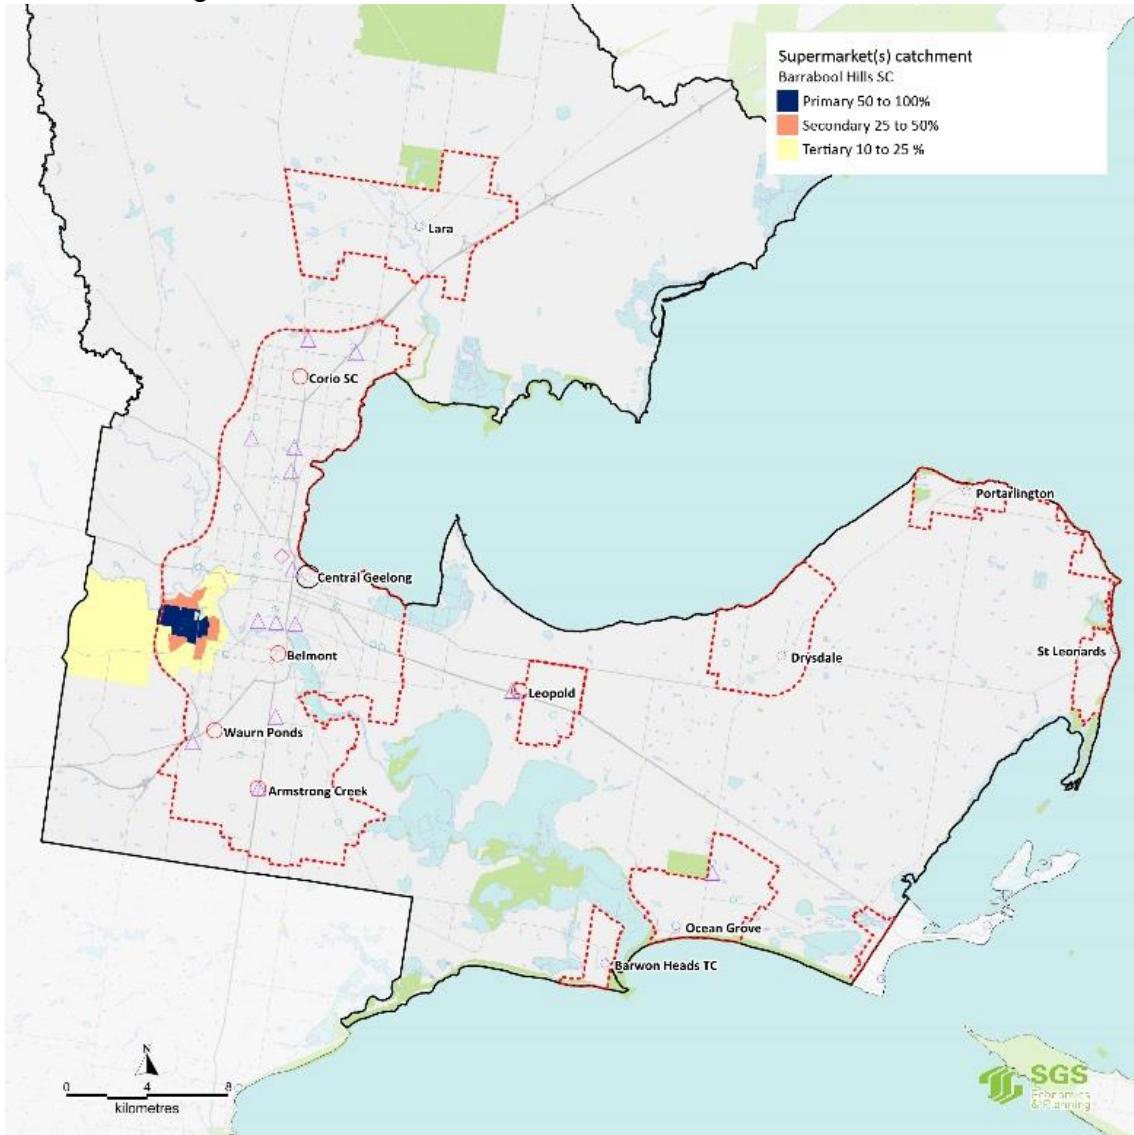 Supermarket(s) catchment
Barrabool Hills SC
Primary 50 to 100%
Secondary 25 to 50%
Tertiary 10 to 25 %
Lara
Corio SC
Portarlington
Central Geelong
St Leonards
Belmont
Drysdale
Leopold
Waurn Ponds
Armstrong Creek
Ocean Grove
Barwon Heads TC
N
0 4 8
kilometres
SGS
Economics
& Planning